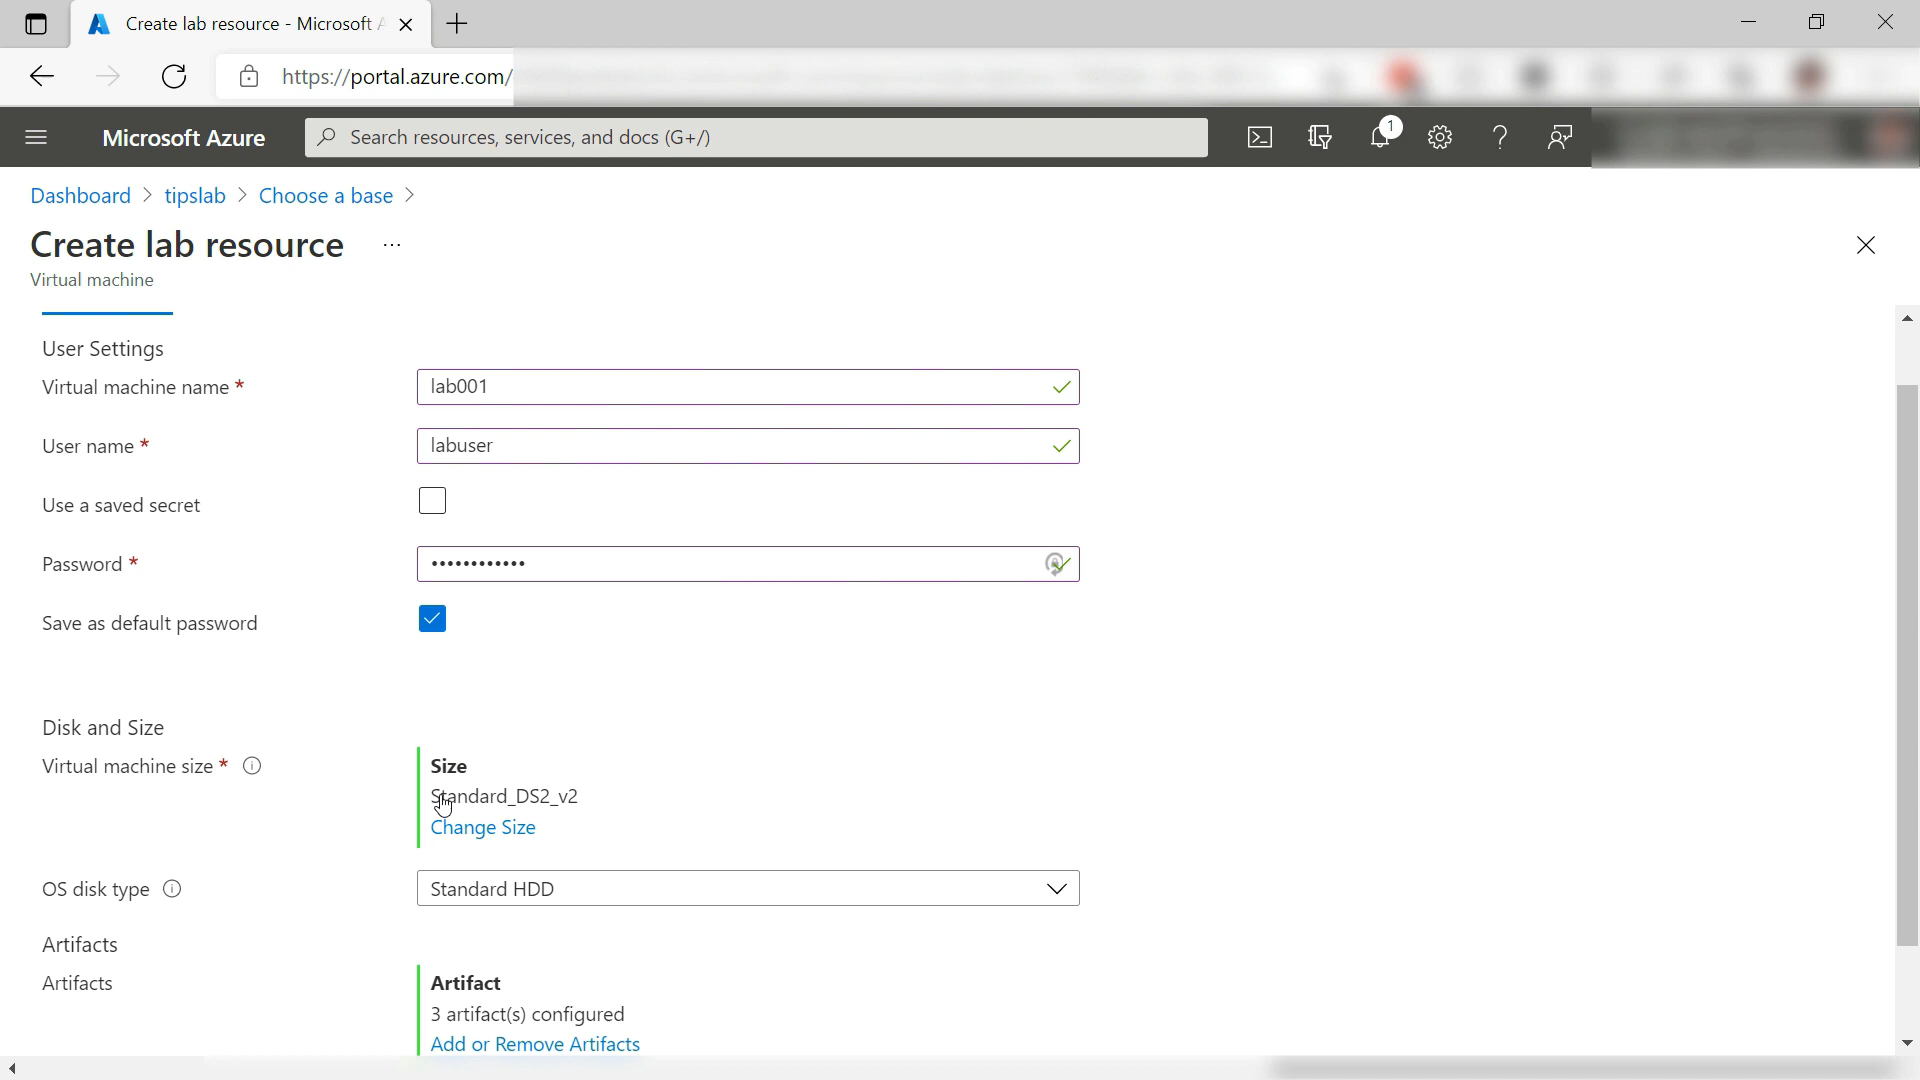 Create lab resource - Microsoft A
https://portal.azure.com/
Microsoft Azure
Search resources, services, and docs (G+/)
1
Dashboard > tipslab > Choose a base >
Create lab resource ...
Virtual machine
User Settings
Virtual machine name * lab001
User name * labuser
Use a saved secret
Password * ••••••••••••
Save as default password
Disk and Size
Virtual machine size * Size
Standard_DS2_v2
Change Size
OS disk type Standard HDD
Artifacts
Artifacts Artifact
3 artifact(s) configured
Add or Remove Artifacts